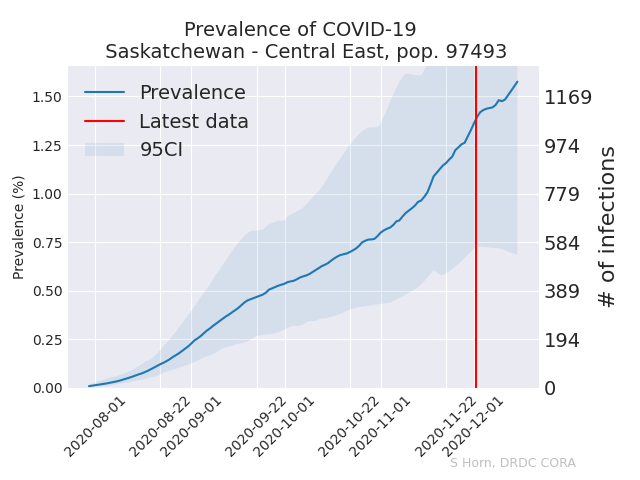 Prevalence of COVID-19
Saskatchewan - Central East, pop. 97493
Prevalence
Latest data
95CI
Prevalence (%)
1.50
1.25
1.00
0.75
0.50
0.25
0.00
1169
974
779
584
389
194
0
# of infections
2020-08-01
2020-08-22
2020-09-01
2020-09-22
2020-10-01
2020-10-22
2020-11-01
2020-11-22
2020-12-01
S Horn, DRDC CORA